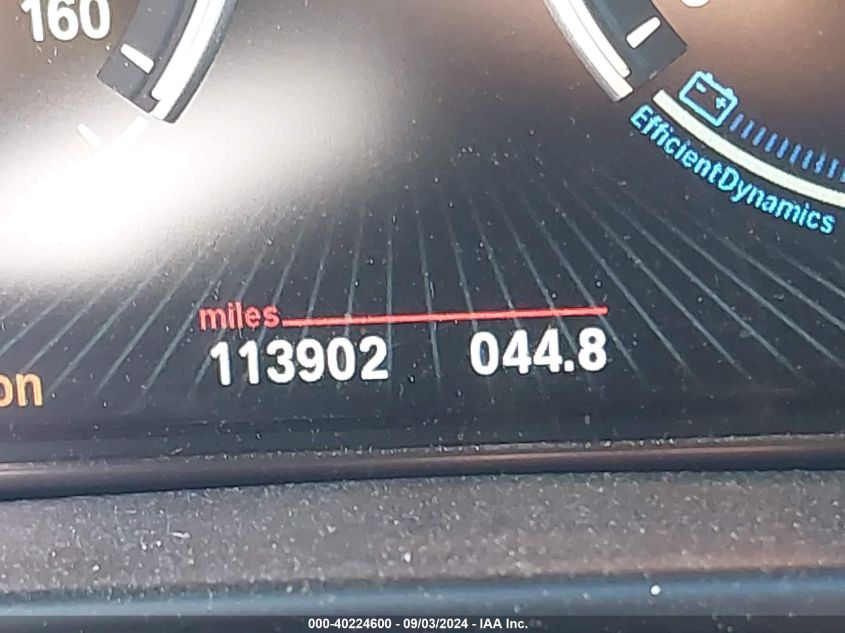 160
EfficientDynamics
miles
113902 044.8
on
000-40224600 - 09/03/2024 - IAA Inc.